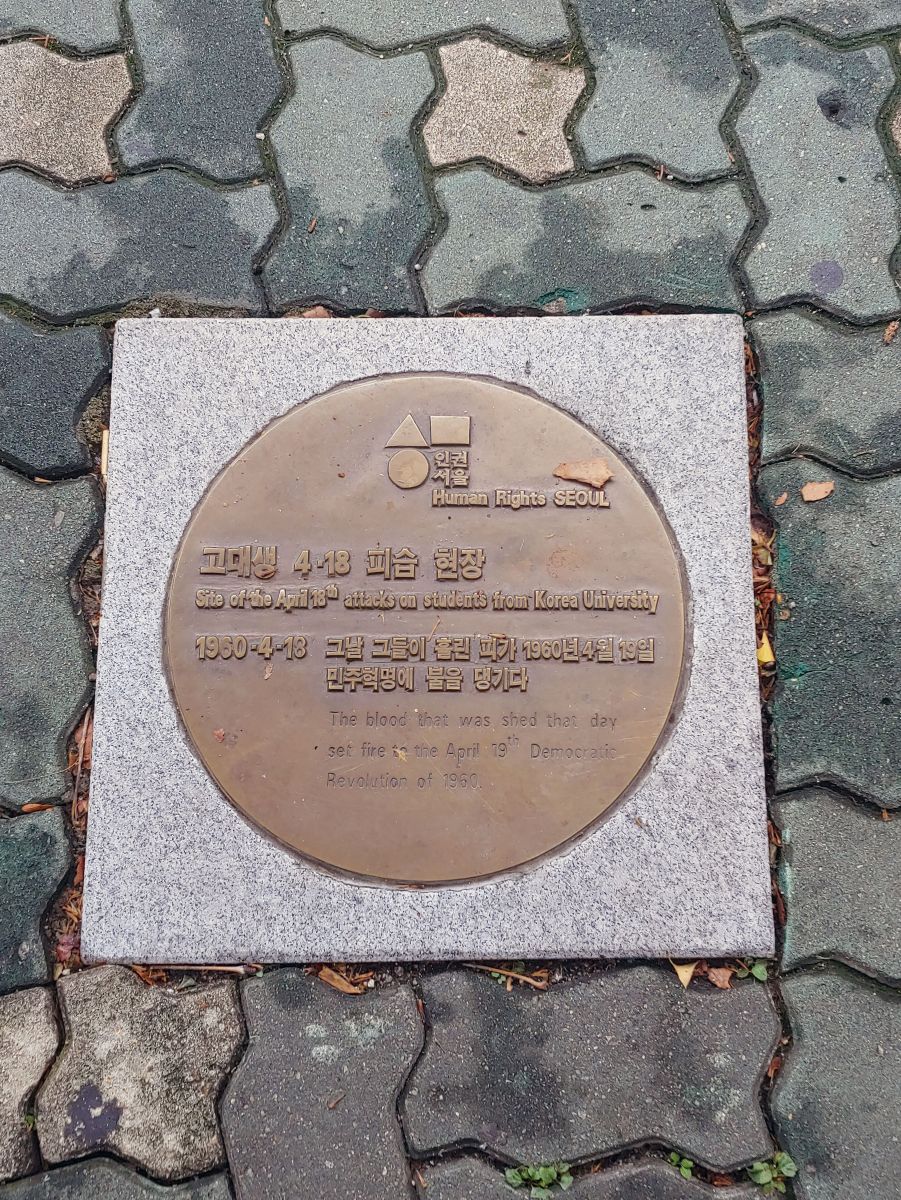 인권
서울
Human Rights SEOUL
고대생 4·18 피습 현장
Site of the April 18th attacks on students from Korea University
1960·4·18 그날 그들이 흘린 피가 1960년 4월 19일
민주혁명에 불을 댕기다
The blood that was shed that day
set fire to the April 19th Democratic
Revolution of 1960.